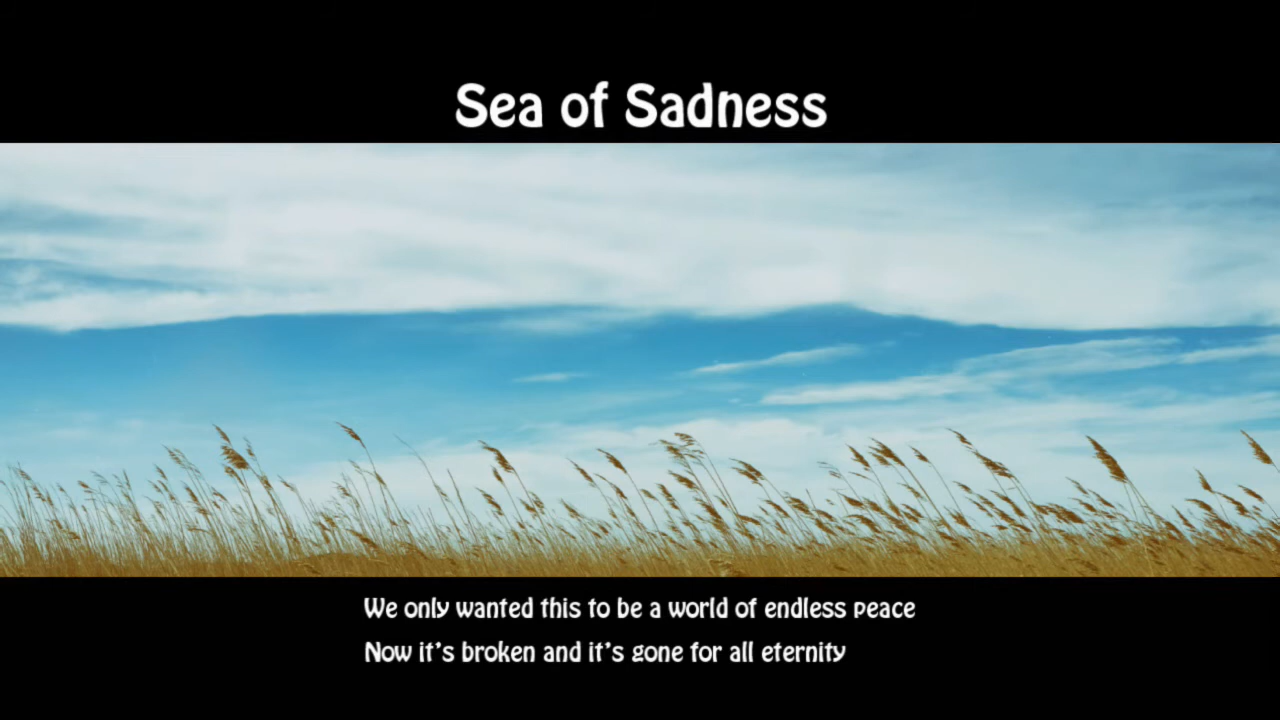 Sea of Sadness
We only wanted this to be a world of endless peace
Now it's broken and it's gone for all eternity